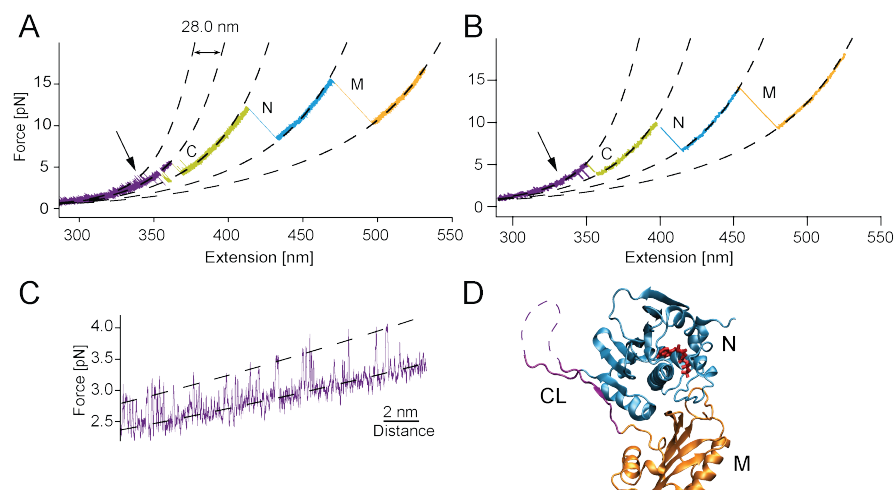 A
28.0 nm
Force [pN]
15
10
5
0
C
N
M
300
350
400
450
500
550
Extension [nm]
B
15
10
5
0
C
N
M
300
350
400
450
500
550
Extension [nm]
C
Force [pN]
4.0
3.5
3.0
2.5
2 nm
Distance
D
N
CL
M